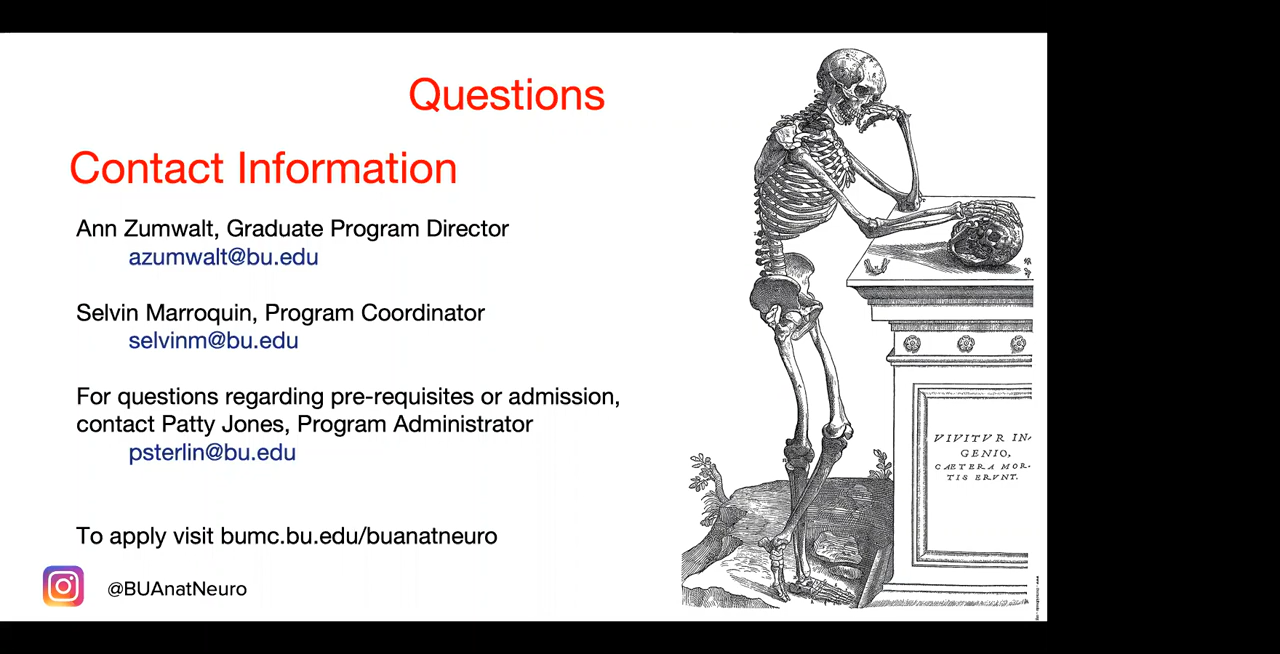 Questions
Contact Information
Ann Zumwalt, Graduate Program Director
azumwalt@bu.edu
Selvin Marroquin, Program Coordinator
selvinm@bu.edu
For questions regarding pre-requisites or admission,
contact Patty Jones, Program Administrator
psterlin@bu.edu
To apply visit bumc.bu.edu/buanatneuro
@BUAnatNeuro
VIVITVR IN-
GENIO,
CÆTERA MOR-
TIS ERVNT.